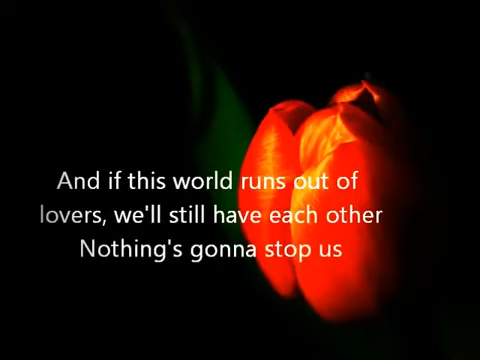 And if this world runs out of
lovers, we'll still have each other
Nothing's gonna stop us